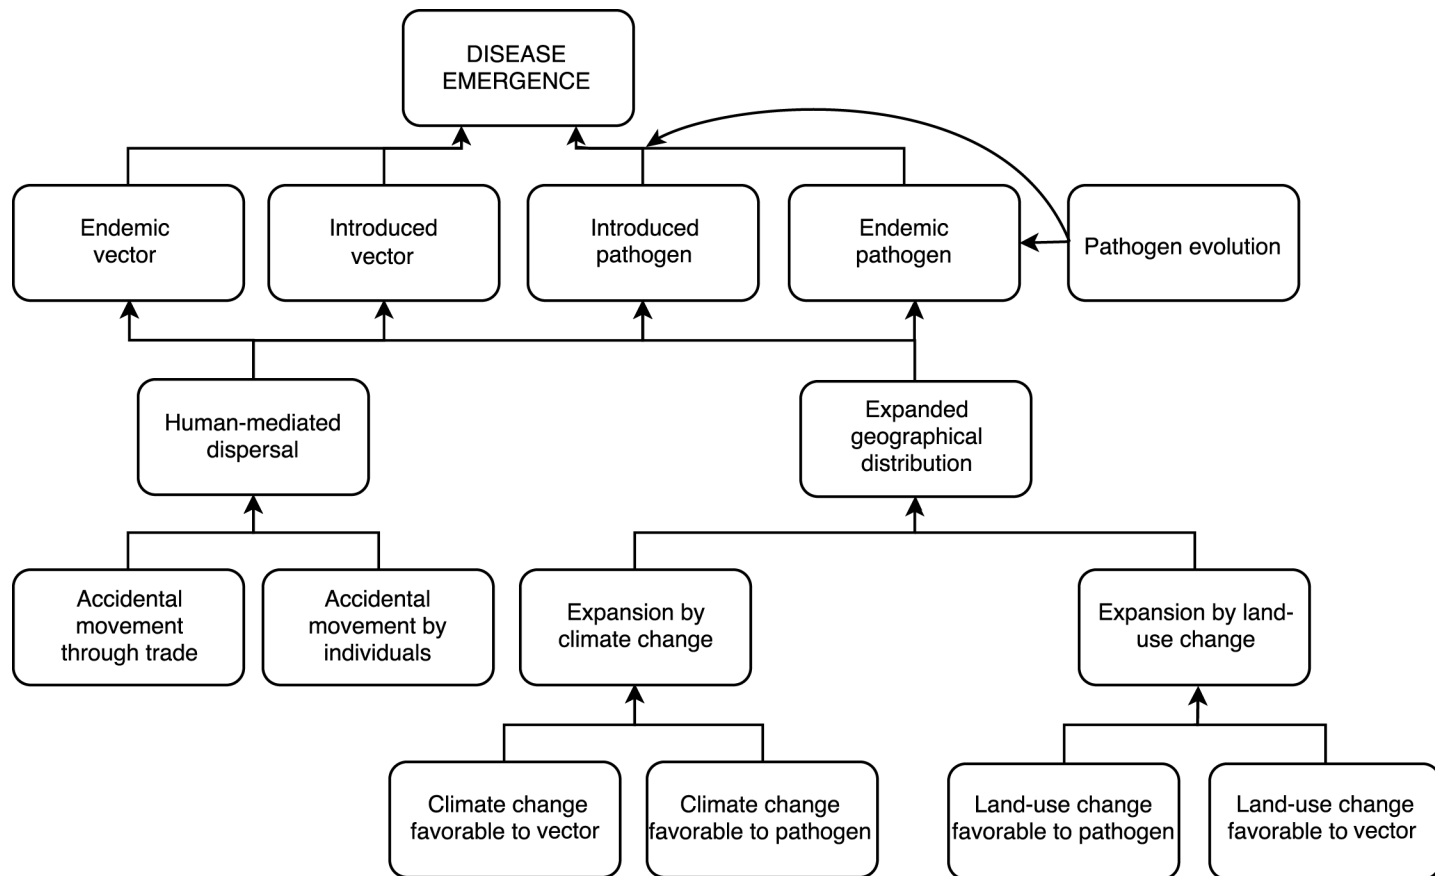 DISEASE
EMERGENCE
Endemic
vector
Introduced
vector
Introduced
pathogen
Endemic
pathogen
Pathogen evolution
Human-mediated
dispersal
Expanded
geographical
distribution
Accidental
movement
through trade
Accidental
movement by
individuals
Expansion by
climate change
Expansion by land-
use change
Climate change
favorable to vector
Climate change
favorable to pathogen
Land-use change
favorable to pathogen
Land-use change
favorable to vector